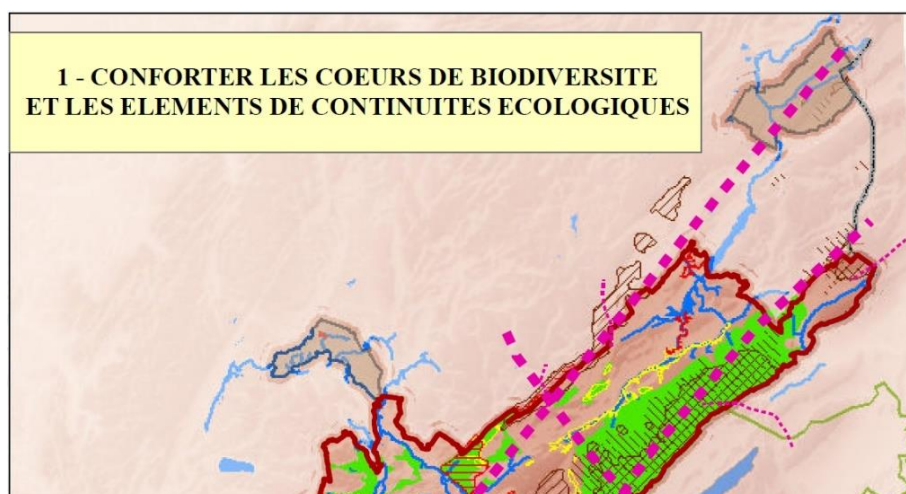 1 - CONFORTER LES COEURS DE BIODIVERSITE
ET LES ELEMENTS DE CONTINUITES ECOLOGIQUES